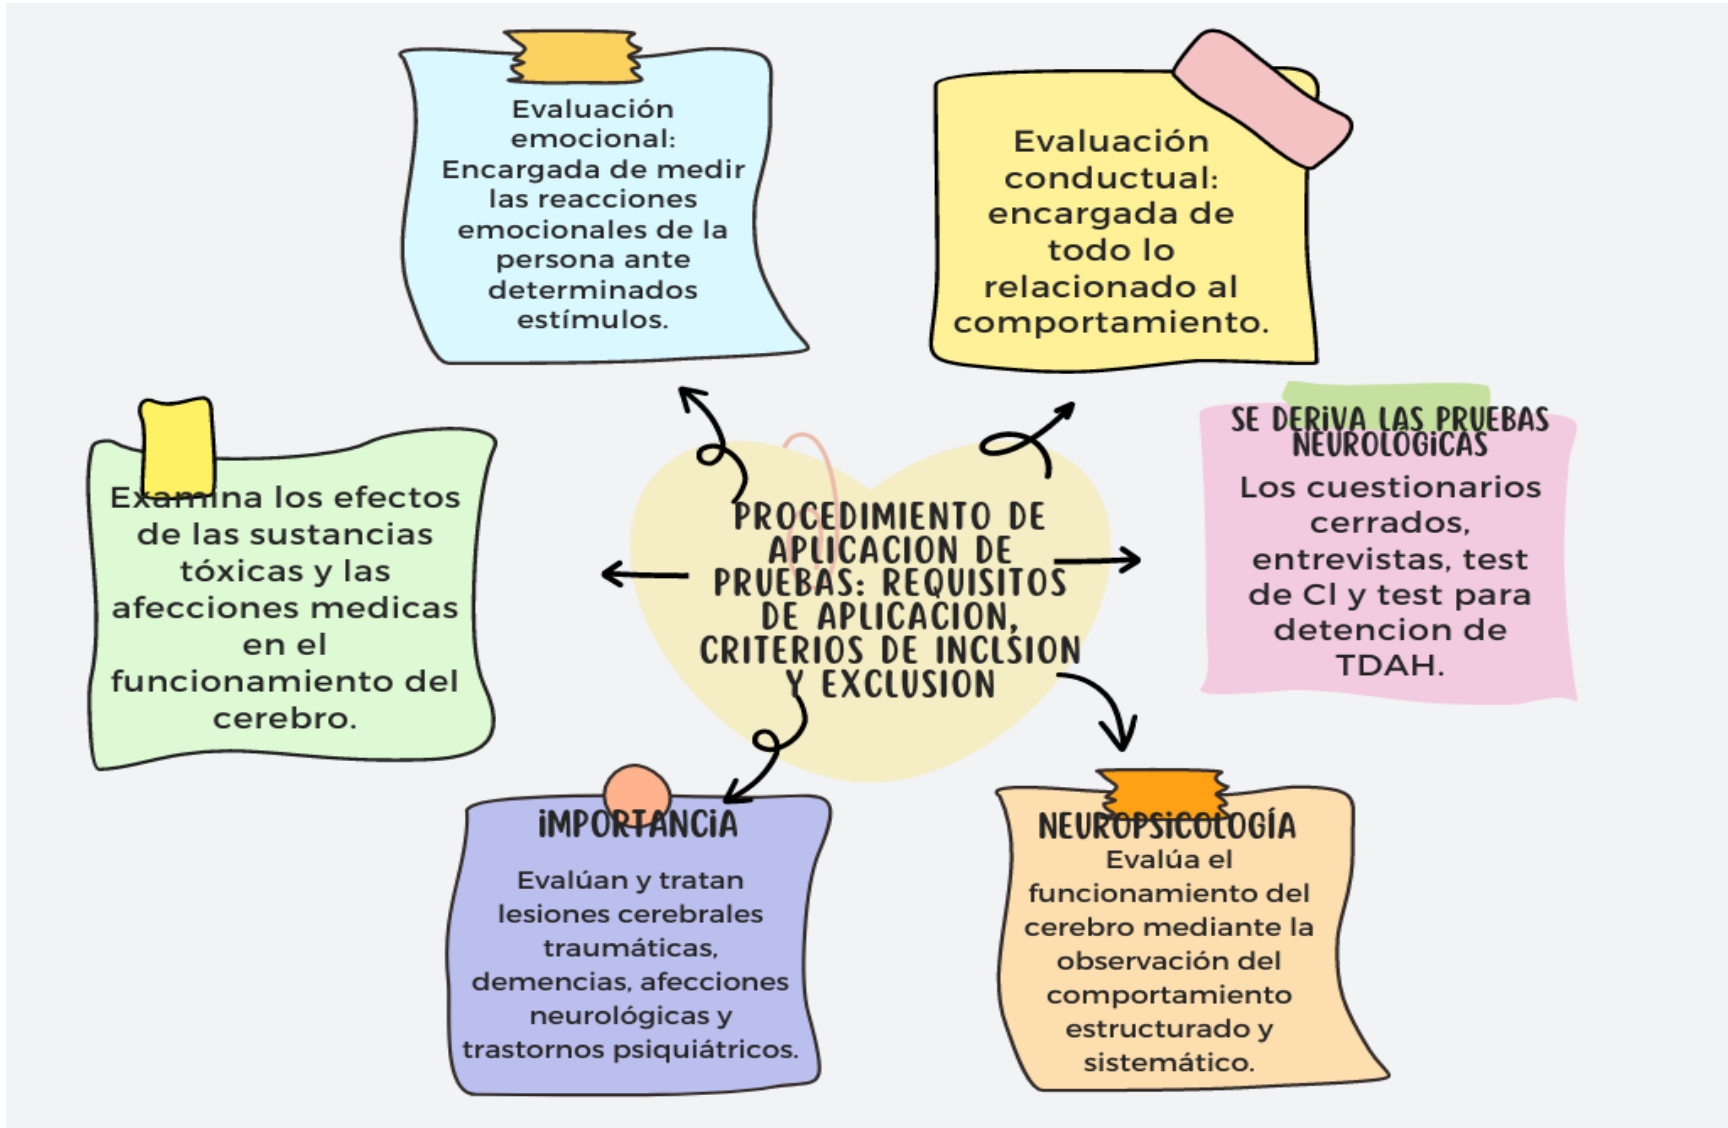 Evaluación
emocional:
Encargada de medir
las reacciones
emocionales de la
persona ante
determinados
estímulos.
Evaluación
conductual:
encargada de
todo lo
relacionado al
comportamiento.
Examina los efectos
de las sustancias
tóxicas y las
afecciones medicas
en el
funcionamiento del
cerebro.
PROCEDIMIENTO DE
APLICACION DE
PRUEBAS: REQUISITOS
DE APLICACION,
CRITERIOS DE INCLSION
Y EXCLUSION
SE DERiVA LAS PRUEBAS
NEUROLÓGiCAS
Los cuestionarios
cerrados,
entrevistas, test
de CI y test para
detencion de
TDAH.
iMPORTANCiA
Evalúan y tratan
lesiones cerebrales
traumáticas,
demencias, afecciones
neurológicas y
trastornos psiquiátricos.
NEUROPSiCOLOGÍA
Evalúa el
funcionamiento del
cerebro mediante la
observación del
comportamiento
estructurado y
sistemático.